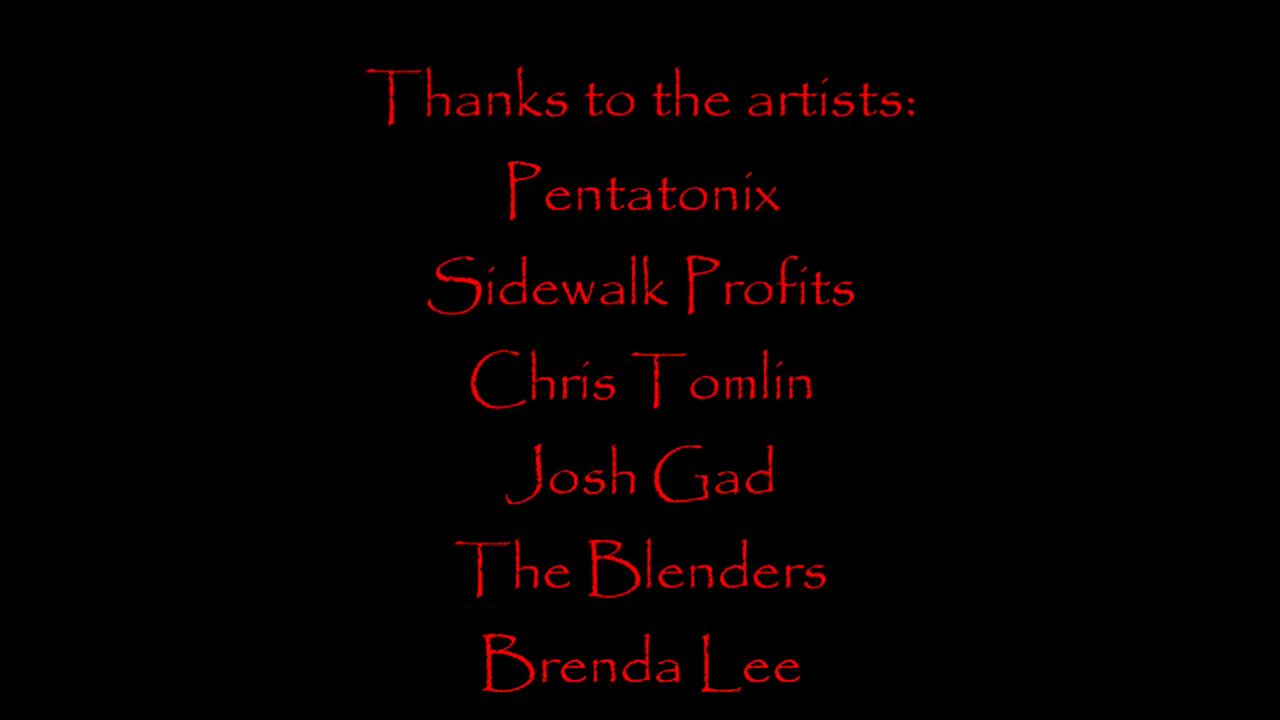 Thanks to the artists:
Pentatonix
Sidewalk Profits
Chris Tomlin
Josh Gad
The Blenders
Brenda Lee